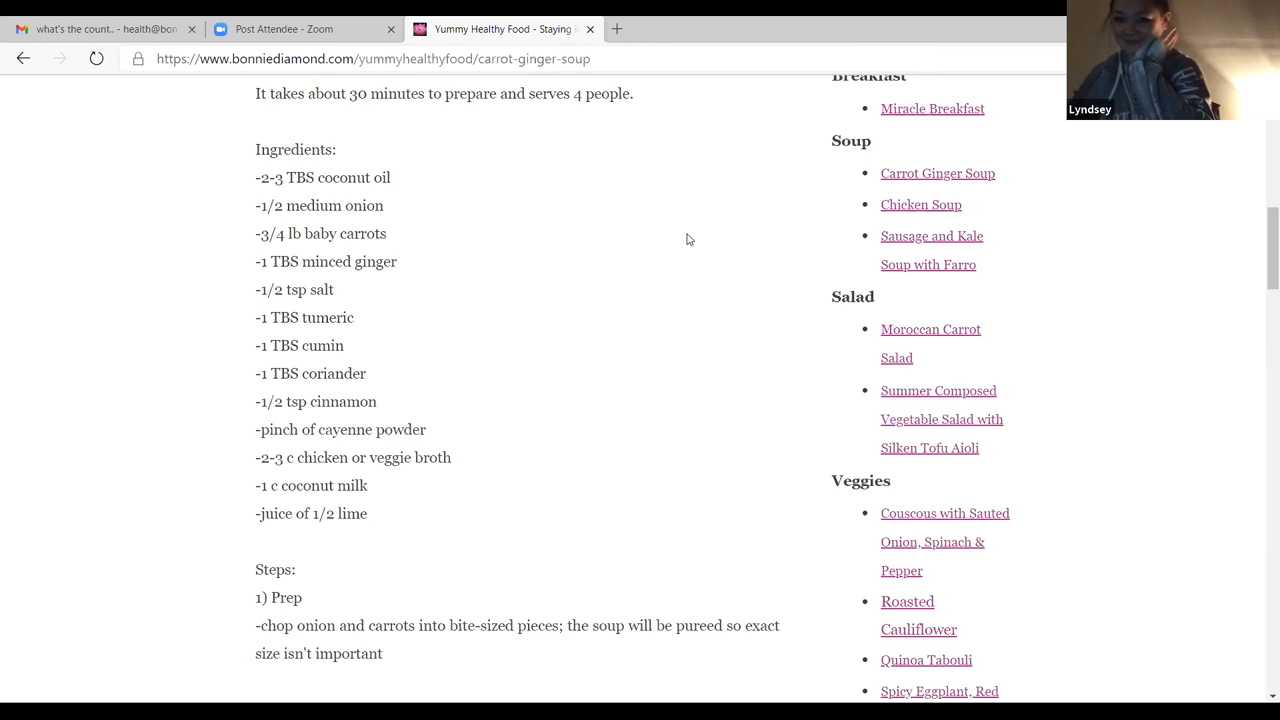 what's the count.. - health@bon
Post Attendee - Zoom
Yummy Healthy Food - Staying i
https://www.bonniediamond.com/yummyhealthyfood/carrot-ginger-soup
Lyndsey
It takes about 30 minutes to prepare and serves 4 people.
Ingredients:
-2-3 TBS coconut oil
-1/2 medium onion
-3/4 lb baby carrots
-1 TBS minced ginger
-1/2 tsp salt
-1 TBS tumeric
-1 TBS cumin
-1 TBS coriander
-1/2 tsp cinnamon
-pinch of cayenne powder
-2-3 c chicken or veggie broth
-1 c coconut milk
-juice of 1/2 lime
Steps:
1) Prep
-chop onion and carrots into bite-sized pieces; the soup will be pureed so exact
size isn't important
Breakfast
Miracle Breakfast
Soup
Carrot Ginger Soup
Chicken Soup
Sausage and Kale
Soup with Farro
Salad
Moroccan Carrot
Salad
Summer Composed
Vegetable Salad with
Silken Tofu Aioli
Veggies
Couscous with Sauted
Onion, Spinach &
Pepper
Roasted
Cauliflower
Quinoa Tabouli
Spicy Eggplant, Red